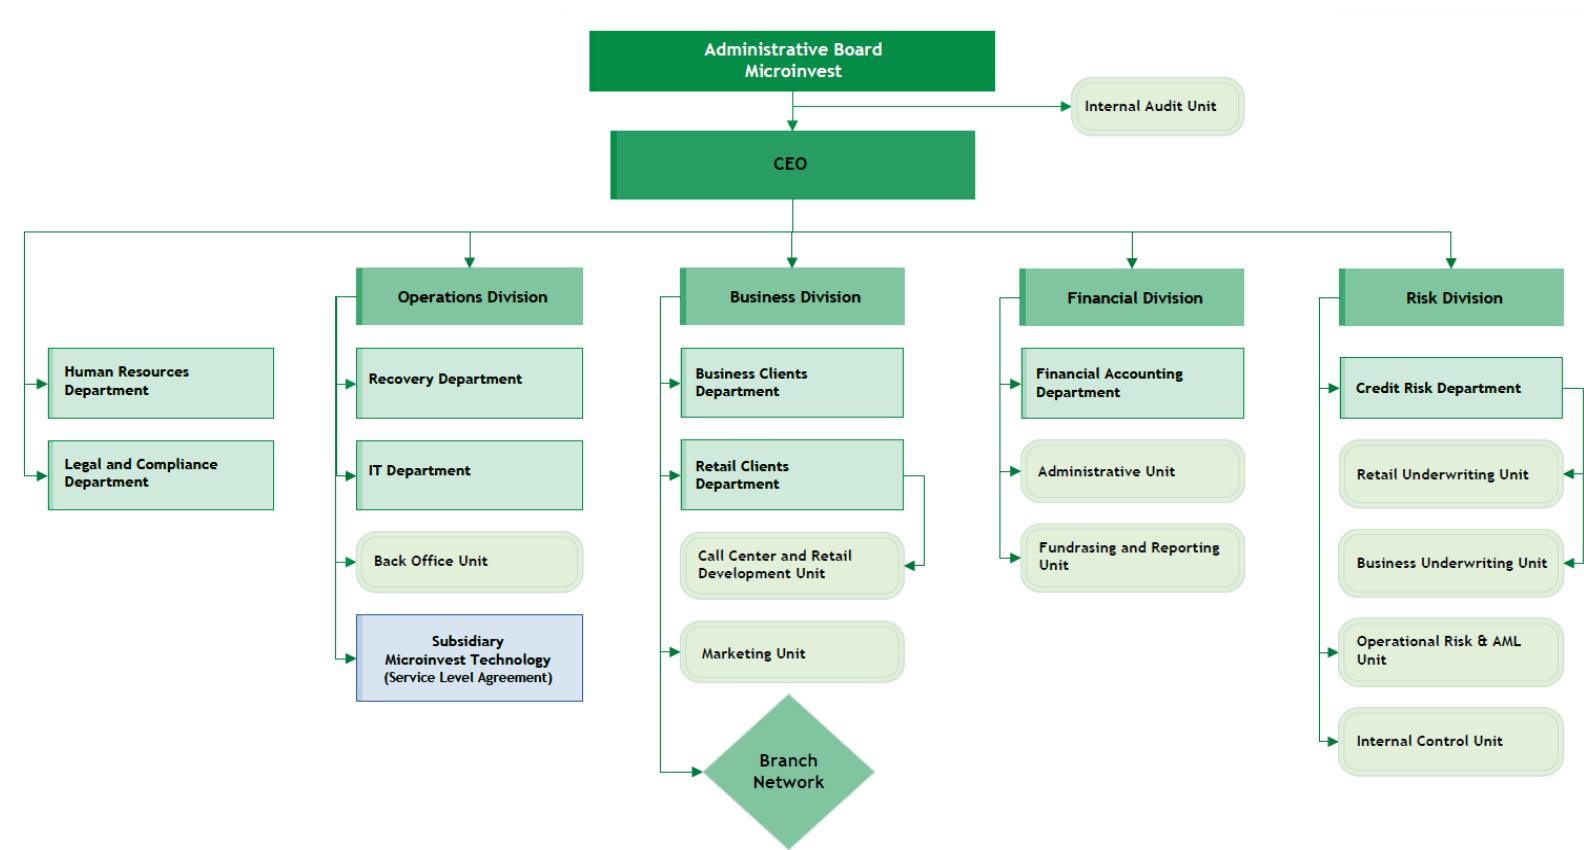 Administrative Board
Microinvest
Internal Audit Unit
CEO
Operations Division
Business Division
Financial Division
Risk Division
Human Resources
Department
Legal and Compliance
Department
Recovery Department
IT Department
Back Office Unit
Subsidiary
Microinvest Technology
(Service Level Agreement)
Business Clients
Department
Retail Clients
Department
Call Center and Retail
Development Unit
Marketing Unit
Branch
Network
Financial Accounting
Department
Administrative Unit
Fundrasing and Reporting
Unit
Credit Risk Department
Retail Underwriting Unit
Business Underwriting Unit
Operational Risk & AML
Unit
Internal Control Unit